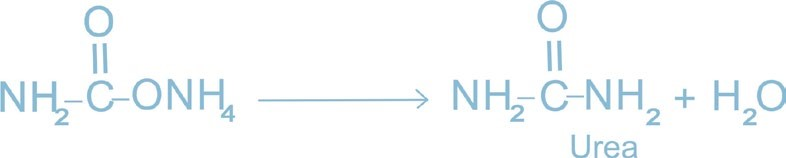 O O
NH₂–C–ONH₄ ⟶ NH₂–C–NH₂ + H₂O
Urea